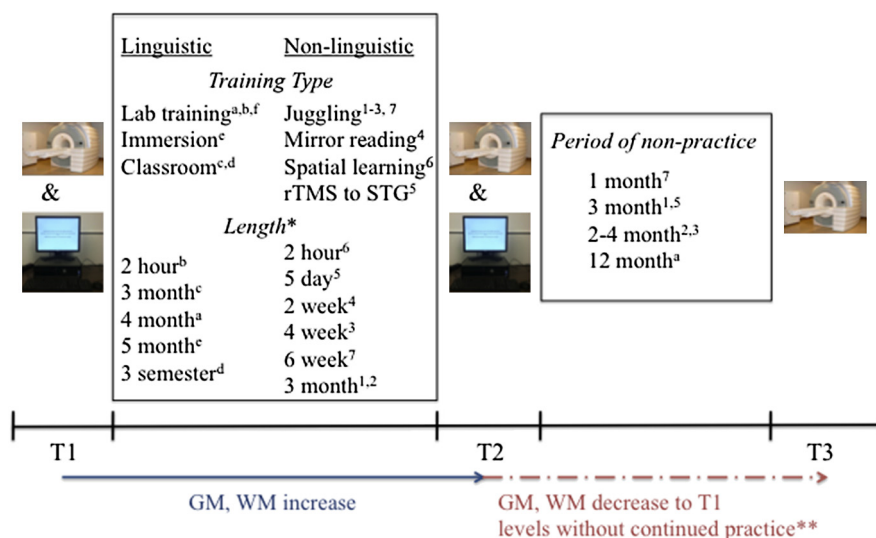 Linguistic Non-linguistic
Training Type
Lab training^a,b,f Juggling^1-3, 7
Immersion^e Mirror reading^4
Classroom^c,d Spatial learning^6
rTMS to STG^5
Length*
2 hour^b 2 hour^6
3 month^c 5 day^5
4 month^a 2 week^4
5 month^e 4 week^3
3 semester^d 6 week^7
3 month^1,2
&
&
Period of non-practice
1 month^7
3 month^1,5
2-4 month^2,3
12 month^a
T1 T2 T3
GM, WM increase
GM, WM decrease to T1
levels without continued practice**